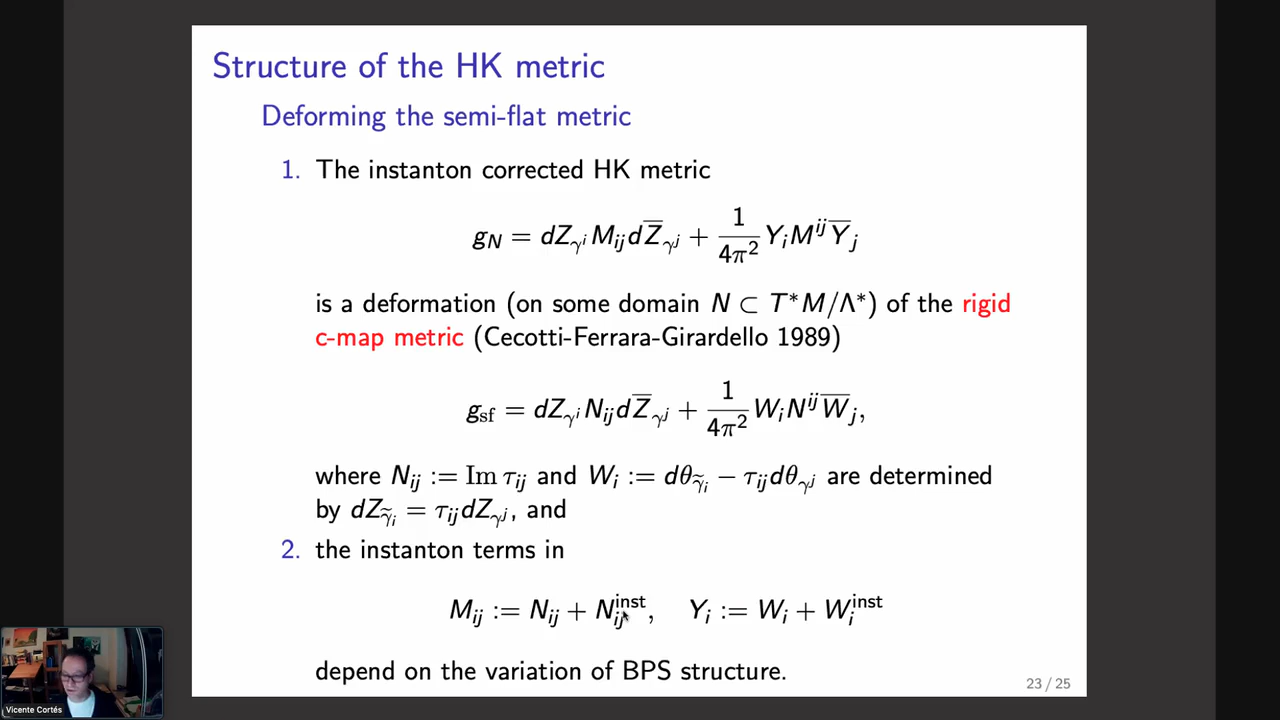 Structure of the HK metric
Deforming the semi-flat metric
1. The instanton corrected HK metric
g_N = dZ_{γ^i} M_{ij} d\overline{Z}_{γ^j} + \frac{1}{4π^2} Y_i M^{ij} \overline{Y}_j
is a deformation (on some domain N ⊂ T*M/Λ*) of the rigid
c-map metric (Cecotti-Ferrara-Girardello 1989)
g_{sf} = dZ_{γ^i} N_{ij} d\overline{Z}_{γ^j} + \frac{1}{4π^2} W_i N^{ij} \overline{W}_j,
where N_{ij} := Im τ_{ij} and W_i := dθ_{\widetilde{γ}_i} − τ_{ij} dθ_{γ^j} are determined
by dZ_{\widetilde{γ}_i} = τ_{ij} dZ_{γ^j}, and
2. the instanton terms in
M_{ij} := N_{ij} + N_{ij}^{inst}, Y_i := W_i + W_i^{inst}
depend on the variation of BPS structure.
23 / 25
Vicente Cortés